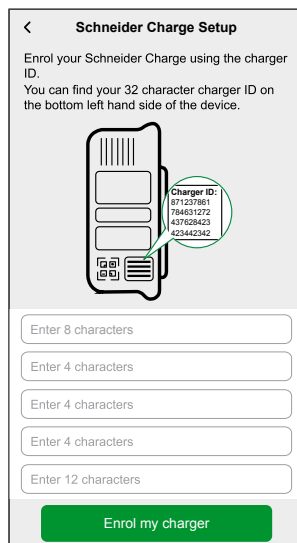 Schneider Charge Setup
Enrol your Schneider Charge using the charger
ID.
You can find your 32 character charger ID on
the bottom left hand side of the device.
Charger ID:
871237861
784631272
437628423
423442342
Enter 8 characters
Enter 4 characters
Enter 4 characters
Enter 4 characters
Enter 12 characters
Enrol my charger